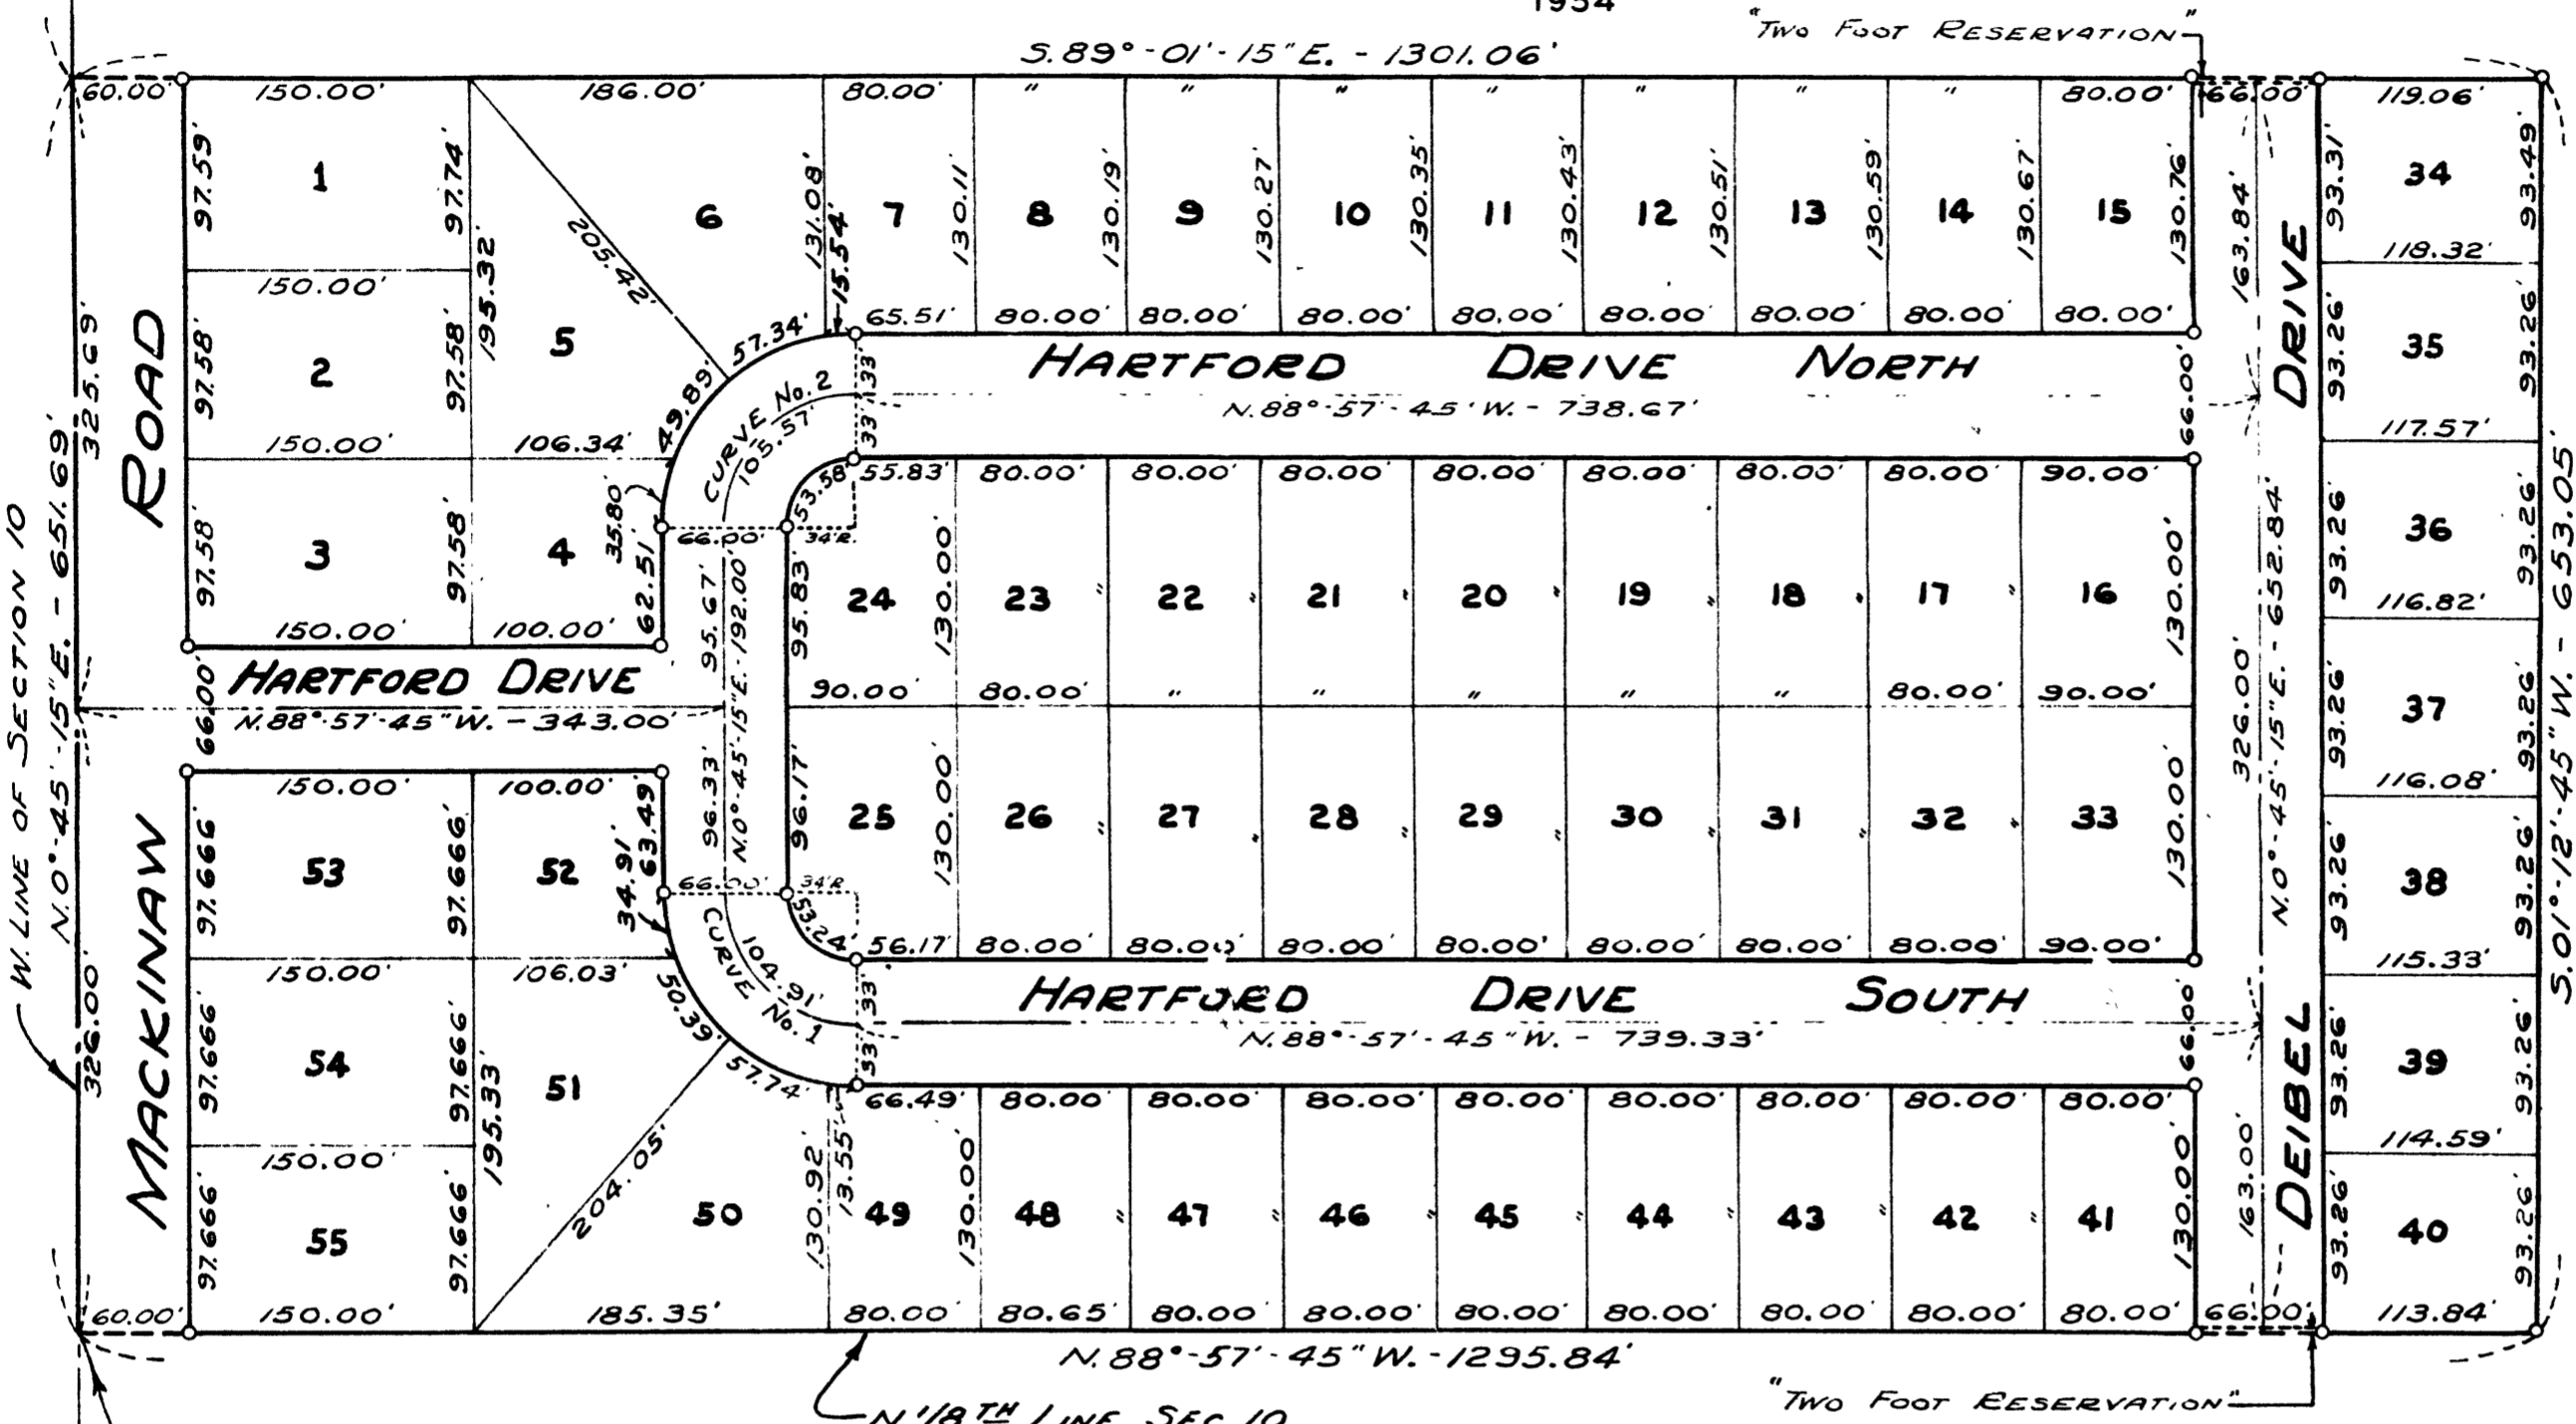 1954
"TWO FOOT RESERVATION"
S.89°-01'-15"E. - 1301.06'
60.00' 150.00' 186.00' 80.00' " " " " " " " 80.00' 66.00' 119.06'
97.59' 1 97.74' 205.42' 6 131.08' 15.54' 7 130.11' 8 130.19' 9 130.27' 10 130.35' 11 130.43' 12 130.51' 13 130.59' 14 130.67' 15 130.76' 163.84' 93.31' 34 93.49'
150.00' 118.32'
97.58' 2 97.58' 195.32' 5 93.26' 35 93.26'
49.89' 57.34' 65.51' 80.00' 80.00' 80.00' 80.00' 80.00' 80.00' 80.00' 80.00'
HARTFORD DRIVE NORTH
N.88°-57'-45'W. - 738.67'
33' 33' 66.00'
CURVE No. 2
105.57'
150.00' 106.34' 117.57'
53.58' 55.83' 80.00' 80.00' 80.00' 80.00' 80.00' 80.00' 80.00' 90.00'
35.80' 66.00' 34'R.
97.58' 3 97.58' 4 62.51' 95.67' 95.83' 24 130.00' 23 " 22 " 21 " 20 " 19 " 18 " 17 " 16 130.00' 93.26' 36 93.26'
116.82'
150.00' 100.00'
N.0°-45'-15"E. - 192.00'
W. LINE OF SECTION 10
N.0°-45'-15"E. - 651.69'
325.69'
326.00'
MACKINAW ROAD
HARTFORD DRIVE
66.00' N.88°-57'-45"W. - 343.00'
90.00' 80.00' " " " " " 80.00' 90.00'
326.00'
N.0°-45'-15"E. - 652.84'
DEIBEL DRIVE
93.26' 37 93.26'
116.08'
S.01°-12'-45"W. - 653.05'
150.00' 100.00'
97.666' 53 97.666' 52 34.91' 63.49' 96.33' 96.17' 25 130.00' 26 " 27 " 28 " 29 " 30 " 31 " 32 " 33 130.00' 93.26' 38 93.26'
66.00' 34'R
150.00' 106.03' 53.24' 56.17' 80.00' 80.00' 80.00' 80.00' 80.00' 80.00' 80.00' 90.00' 115.33'
CURVE No. 1
104.91'
33' 33' 66.00'
HARTFORD DRIVE SOUTH
N.88°-57'-45"W. - 739.33'
97.666' 54 97.666' 195.33' 51 50.39' 57.74' 93.26' 39 93.26'
66.49' 80.00' 80.00' 80.00' 80.00' 80.00' 80.00' 80.00' 80.00'
150.00' 114.59'
97.666' 55 97.666' 204.05' 50 130.92' 13.55' 49 130.00' 48 " 47 " 46 " 45 " 44 " 43 " 42 " 41 130.00' 163.00' 93.26' 40 93.26'
60.00' 150.00' 185.35' 80.00' 80.65' 80.00' 80.00' 80.00' 80.00' 80.00' 80.00' 80.00' 66.00' 113.84'
N.88°-57'-45"W. - 1295.84'
"TWO FOOT RESERVATION"
N 1/8TH LINE SEC 10